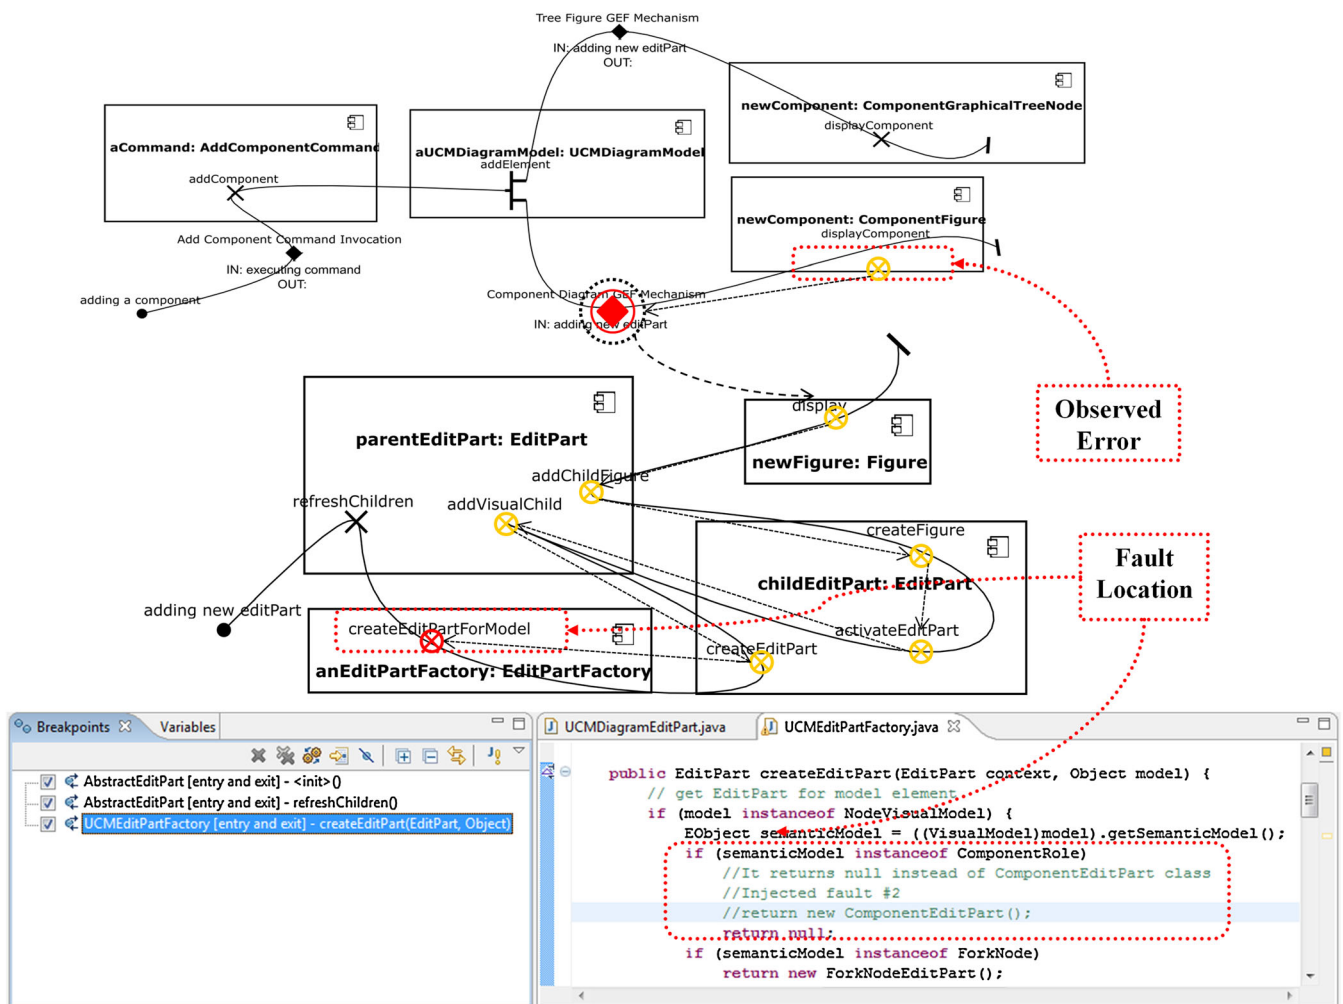 Tree Figure GEF Mechanism
IN: adding new editPart
OUT:
newComponent: ComponentGraphicalTreeNode
displayComponent
aCommand: AddComponentCommand
addComponent
aUCMDiagramModel: UCMDiagramModel
addElement
newComponent: ComponentFigure
displayComponent
Add Component Command Invocation
IN: executing command
OUT:
adding a component
Component Diagram GEF Mechanism
IN: adding new editPart
Observed
Error
display
newFigure: Figure
parentEditPart: EditPart
addChildFigure
refreshChildren
addVisualChild
createFigure
childEditPart: EditPart
activateEditPart
createEditPart
Fault
Location
adding new editPart
createEditPartForModel
anEditPartFactory: EditPartFactory
Breakpoints
Variables
AbstractEditPart [entry and exit] - <init>()
AbstractEditPart [entry and exit] - refreshChildren()
UCMEditPartFactory [entry and exit] - createEditPart(EditPart, Object)
UCMDiagramEditPart.java
UCMEditPartFactory.java
public EditPart createEditPart(EditPart context, Object model) {
// get EditPart for model element
if (model instanceof NodeVisualModel) {
EObject semanticModel = ((VisualModel)model).getSemanticModel();
if (semanticModel instanceof ComponentRole)
//It returns null instead of ComponentEditPart class
//Injected fault #2
//return new ComponentEditPart();
return null;
if (semanticModel instanceof ForkNode)
return new ForkNodeEditPart();